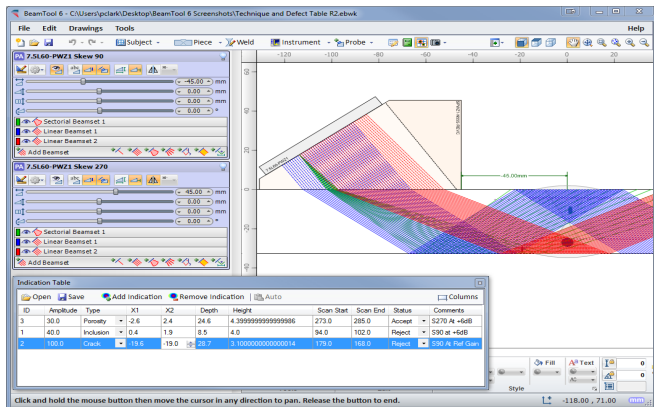 BeamTool 6 - C:\Users\pclark\Desktop\BeamTool 6 Screenshots\Technique and Defect Table R2.ebwk
File Edit Drawings Tools Help
Subject Piece Weld Instrument Probe
PA 7.5L60-PWZ1 Skew 90
-45.00 mm
0.00 mm
0.00 mm
0.00 °
Sectorial Beamset 1
Linear Beamset 1
Linear Beamset 2
Add Beamset
PA 7.5L60-PWZ1 Skew 270
45.00 mm
0.00 mm
0.00 mm
0.00 °
Sectorial Beamset 1
Linear Beamset 1
Linear Beamset 2
Add Beamset
-120 -100 -80 -60 -40 -20 0 20
60
40
20
0
-20
-40
-45.00mm
Indication Table
Open Save Add Indication Remove Indication Auto Columns
ID Amplitude Type X1 X2 Depth Height Scan Start Scan End Status Comments
3 30.0 Porosity -2.6 2.4 24.6 4.3999999999999986 273.0 285.0 Accept S270 At +6dB
1 40.0 Inclusion 0.4 1.9 8.5 4.0 94.0 102.0 Reject S90 at +6dB
2 100.0 Crack -19.6 -19.0 28.7 3.1000000000000014 179.0 168.0 Reject S90 At Ref Gain
Fill Text 0
0
Style
Click and hold the mouse button then move the cursor in any direction to pan. Release the button to end. -118.00 , 71.00 mm